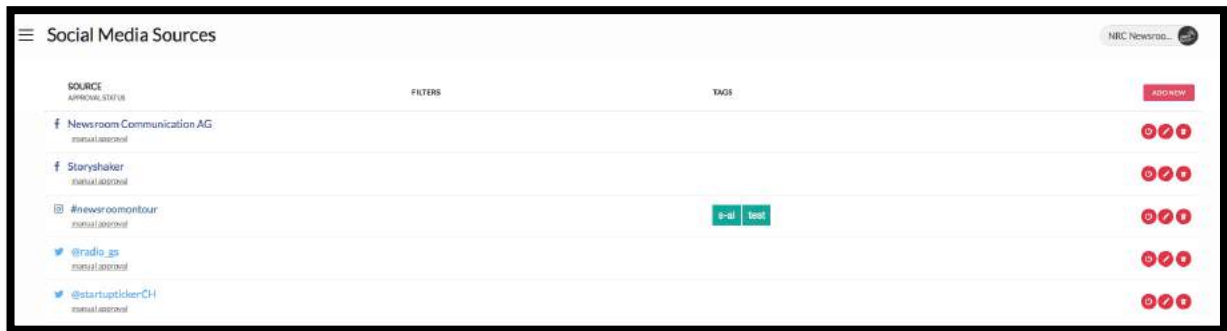 Social Media Sources
NRC Newsroo...
SOURCE
APPROVAL STATUS
FILTERS
TAGS
ADD NEW
Newsroom Communication AG
manual approval
Storyshaker
manual approval
#newsroomontour
manual approval
s-al test
@radio_gs
manual approval
@startuptickerCH
manual approval